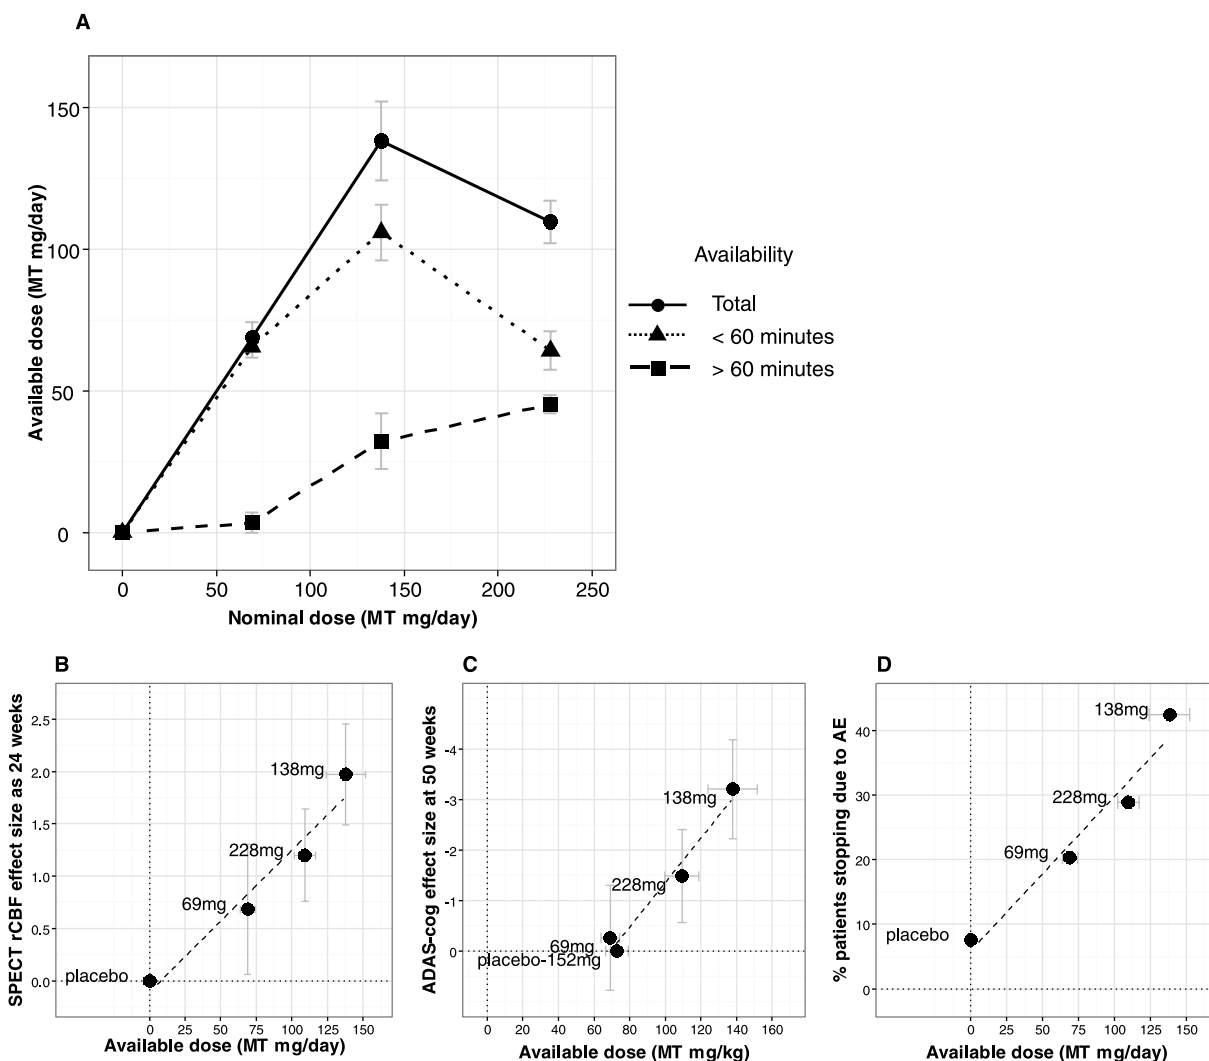 A
150
100
50
0
Available dose (MT mg/day)
0 50 100 150 200 250
Nominal dose (MT mg/day)
Availability
Total
< 60 minutes
> 60 minutes
B
SPECT rCBF effect size as 24 weeks
2.5
2.0
1.5
1.0
0.5
0.0
138mg
228mg
69mg
placebo
0 25 50 75 100 125 150
Available dose (MT mg/day)
C
ADAS-cog effect size at 50 weeks
-4
-3
-2
-1
0
138mg
228mg
69mg
placebo-152mg
0 20 40 60 80 100 120 140 160
Available dose (MT mg/kg)
D
% patients stopping due to AE
40
30
20
10
0
138mg
228mg
69mg
placebo
0 25 50 75 100 125 150
Available dose (MT mg/day)